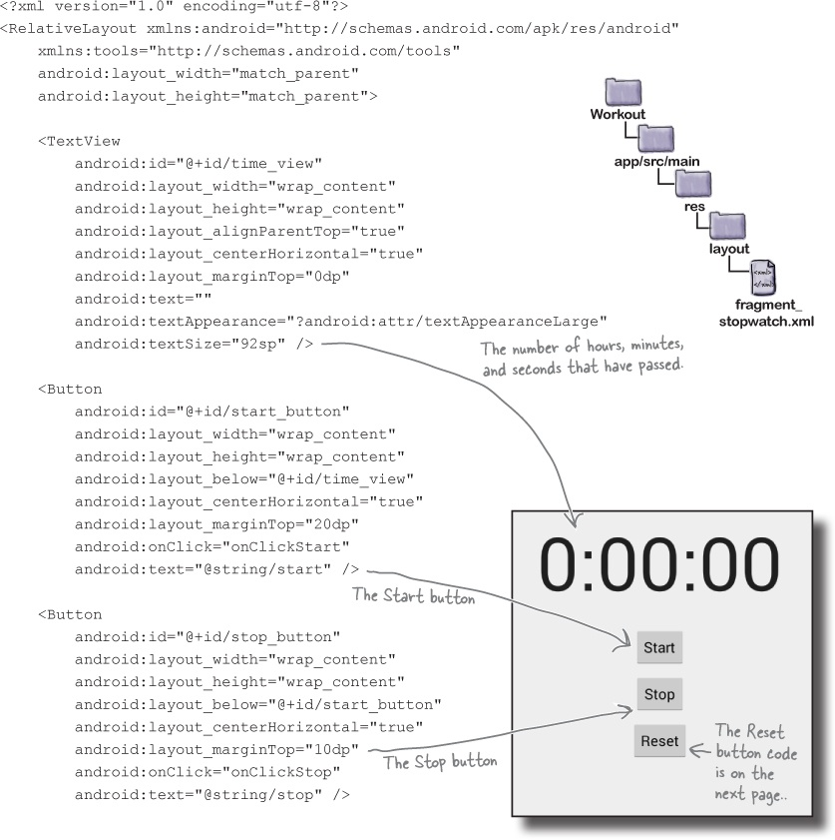 <?xml version="1.0" encoding="utf-8"?>
<RelativeLayout xmlns:android="http://schemas.android.com/apk/res/android"
    xmlns:tools="http://schemas.android.com/tools"
    android:layout_width="match_parent"
    android:layout_height="match_parent">
    <TextView
        android:id="@+id/time_view"
        android:layout_width="wrap_content"
        android:layout_height="wrap_content"
        android:layout_alignParentTop="true"
        android:layout_centerHorizontal="true"
        android:layout_marginTop="0dp"
        android:text=""
        android:textAppearance="?android:attr/textAppearanceLarge"
        android:textSize="92sp" />
    <Button
        android:id="@+id/start_button"
        android:layout_width="wrap_content"
        android:layout_height="wrap_content"
        android:layout_below="@+id/time_view"
        android:layout_centerHorizontal="true"
        android:layout_marginTop="20dp"
        android:onClick="onClickStart"
        android:text="@string/start" />
    <Button
        android:id="@+id/stop_button"
        android:layout_width="wrap_content"
        android:layout_height="wrap_content"
        android:layout_below="@+id/start_button"
        android:layout_centerHorizontal="true"
        android:layout_marginTop="10dp"
        android:onClick="onClickStop"
        android:text="@string/stop" />
Workout
app/src/main
res
layout
<xml>
</xml>
fragment_
stopwatch.xml
The number of hours, minutes,
and seconds that have passed.
The Start button
The Stop button
0:00:00
Start
Stop
Reset
The Reset
button code
is on the
next page..